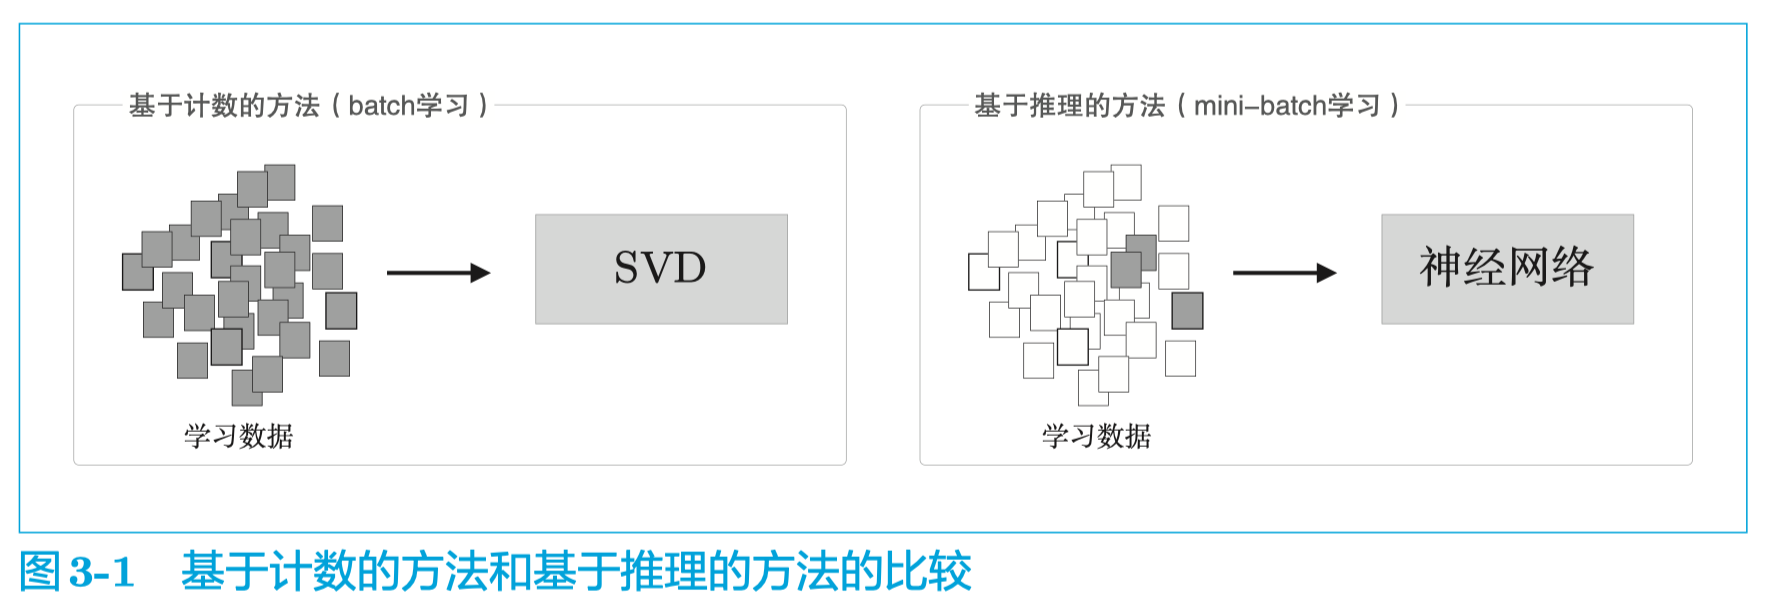 基于计数的方法（batch学习）
SVD
学习数据
基于推理的方法（mini-batch学习）
神经网络
学习数据
图3-1 基于计数的方法和基于推理的方法的比较